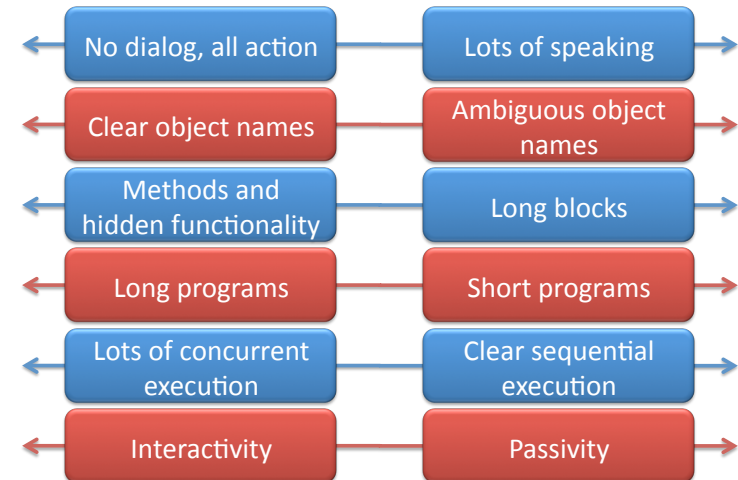 No dialog, all action
Lots of speaking
Clear object names
Ambiguous object
names
Methods and
hidden functionality
Long blocks
Long programs
Short programs
Lots of concurrent
execution
Clear sequential
execution
Interactivity
Passivity